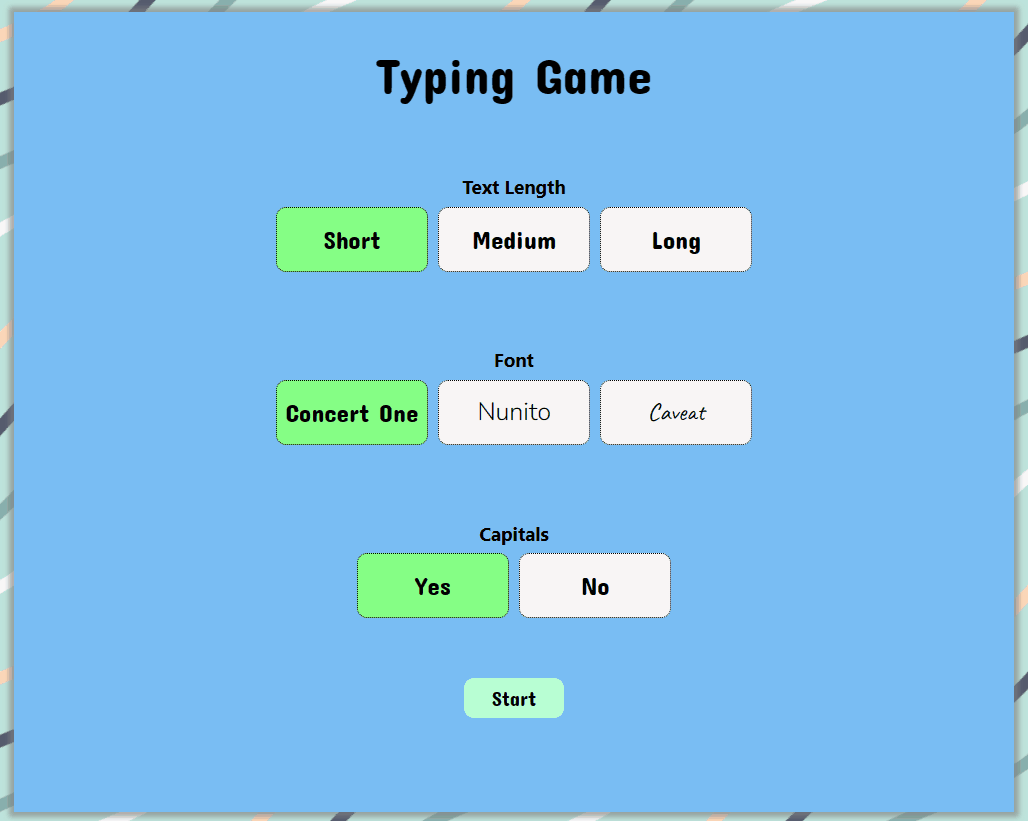 Typing Game
Text Length
Short Medium Long
Font
Concert One Nunito Caveat
Capitals
Yes No
Start